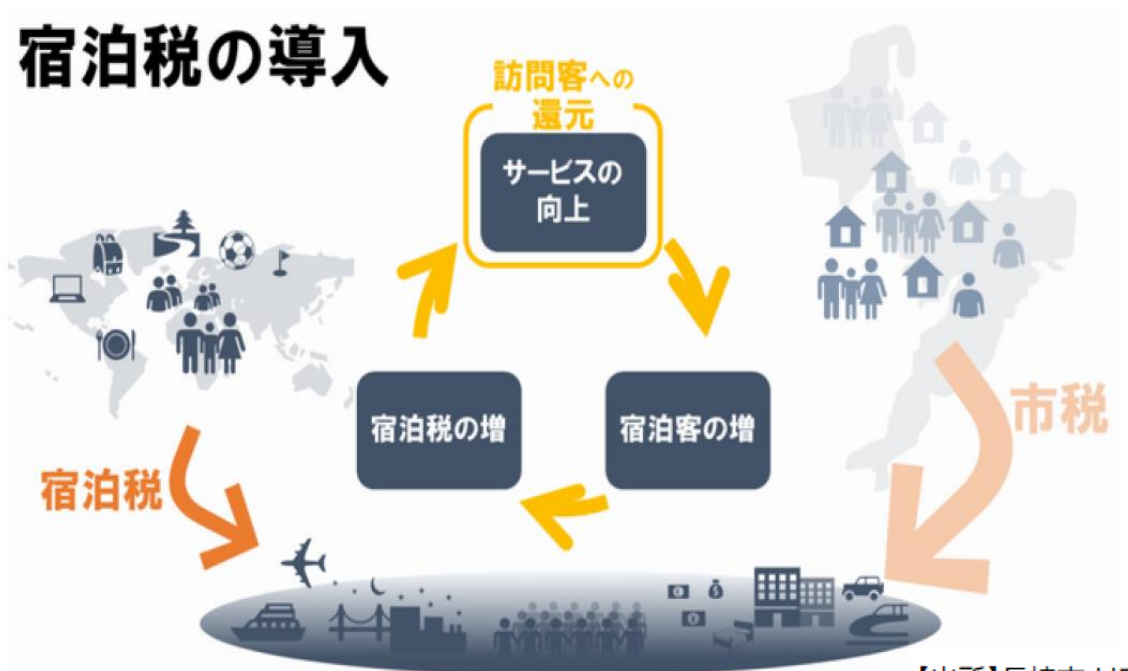 宿泊税の導入
訪問客への
還元
サービスの
向上
宿泊税の増
宿泊客の増
宿泊税
市税